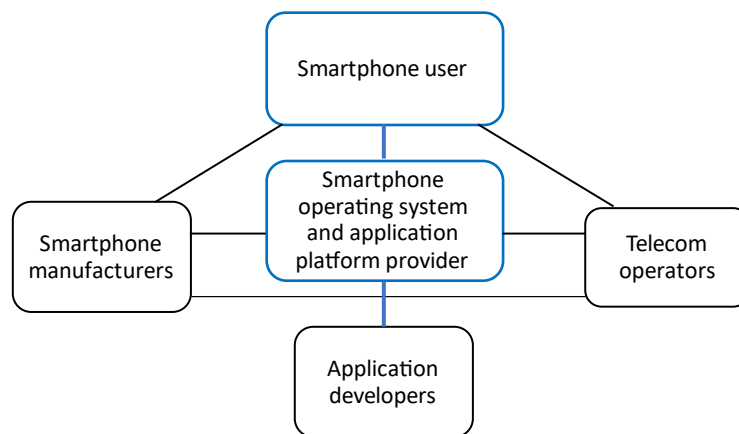 Smartphone user
Smartphone
operating system
and application
platform provider
Smartphone
manufacturers
Telecom
operators
Application
developers